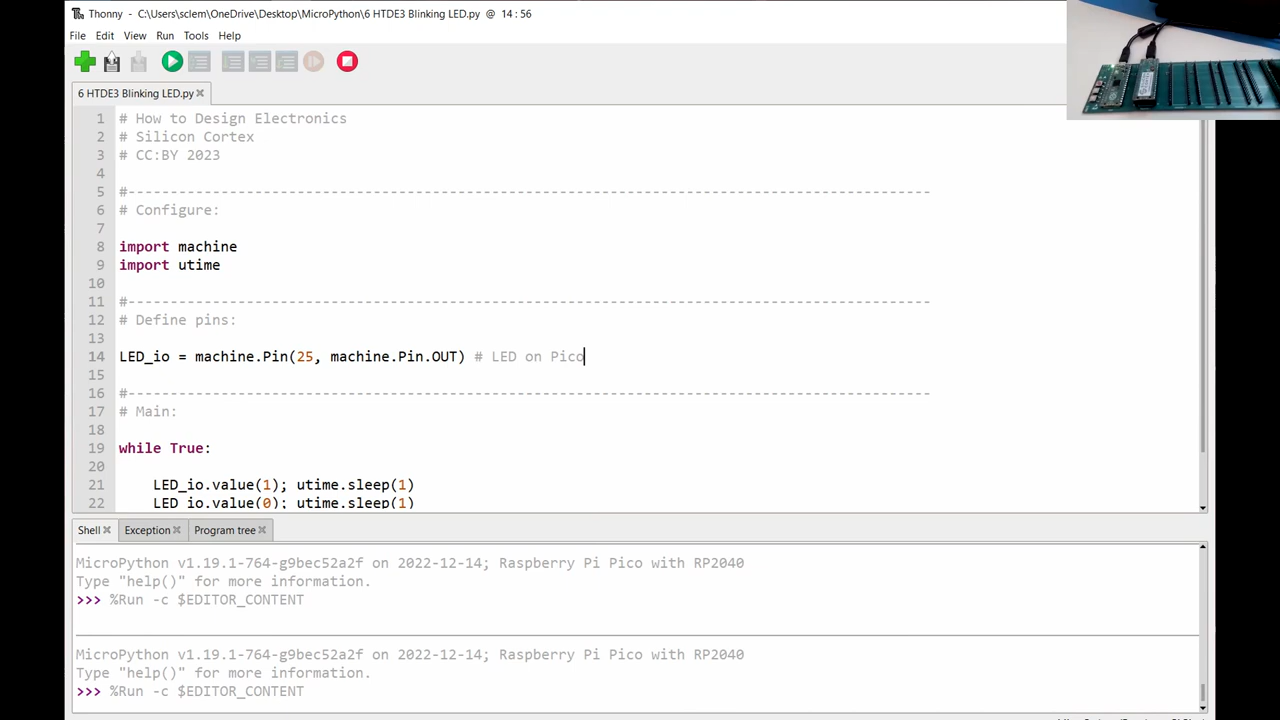 Thonny - C:\Users\sclem\OneDrive\Desktop\MicroPython\6 HTDE3 Blinking LED.py @ 14 : 56
File Edit View Run Tools Help
6 HTDE3 Blinking LED.py
1 # How to Design Electronics
2 # Silicon Cortex
3 # CC:BY 2023
4
5 #-----------------------------------------------------------------------------------------------
6 # Configure:
7
8 import machine
9 import utime
10
11 #-----------------------------------------------------------------------------------------------
12 # Define pins:
13
14 LED_io = machine.Pin(25, machine.Pin.OUT) # LED on Pico
15
16 #-----------------------------------------------------------------------------------------------
17 # Main:
18
19 while True:
20
21 LED_io.value(1); utime.sleep(1)
22 LED_io.value(0); utime.sleep(1)
Shell Exception Program tree
MicroPython v1.19.1-764-g9bec52a2f on 2022-12-14; Raspberry Pi Pico with RP2040
Type "help()" for more information.
>>> %Run -c $EDITOR_CONTENT
MicroPython v1.19.1-764-g9bec52a2f on 2022-12-14; Raspberry Pi Pico with RP2040
Type "help()" for more information.
>>> %Run -c $EDITOR_CONTENT